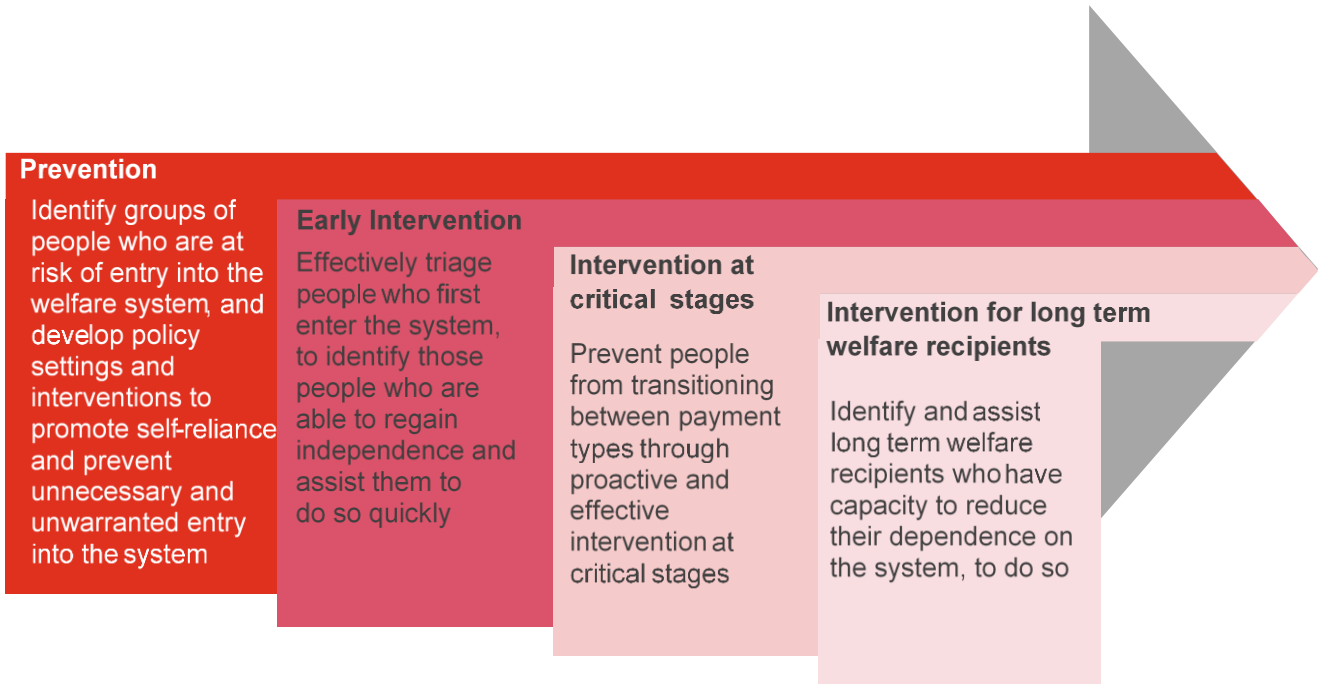 Prevention
Identify groups of
people who are at
risk of entry into the
welfare system, and
develop policy
settings and
interventions to
promote self-reliance
and prevent
unnecessary and
unwarranted entry
into the system
Early Intervention
Effectively triage
people who first
enter the system,
to identify those
people who are
able to regain
independence and
assist them to
do so quickly
Intervention at
critical stages
Prevent people
from transitioning
between payment
types through
proactive and
effective
intervention at
critical stages
Intervention for long term
welfare recipients
Identify and assist
long term welfare
recipients who have
capacity to reduce
their dependence on
the system, to do so